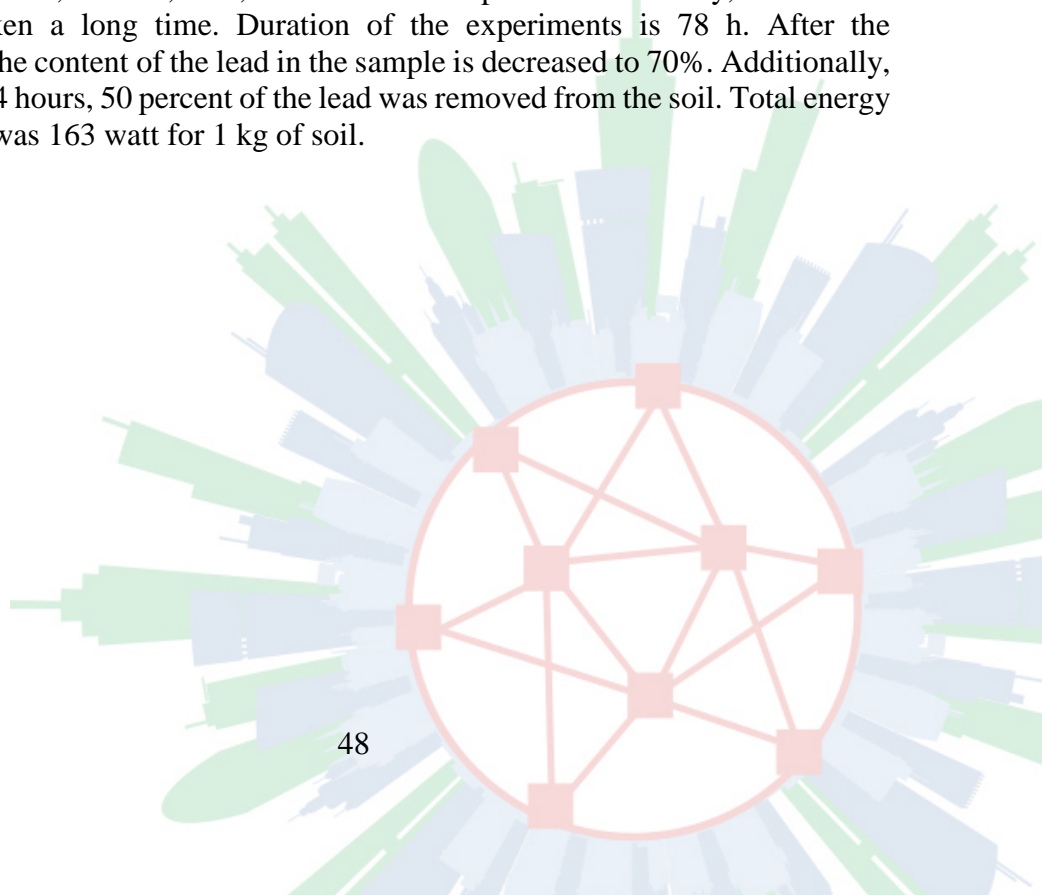 a long time. Duration of the experiments is 78 h. After the
he content of the lead in the sample is decreased to 70%. Additionally,
4 hours, 50 percent of the lead was removed from the soil. Total energy
was 163 watt for 1 kg of soil.
48